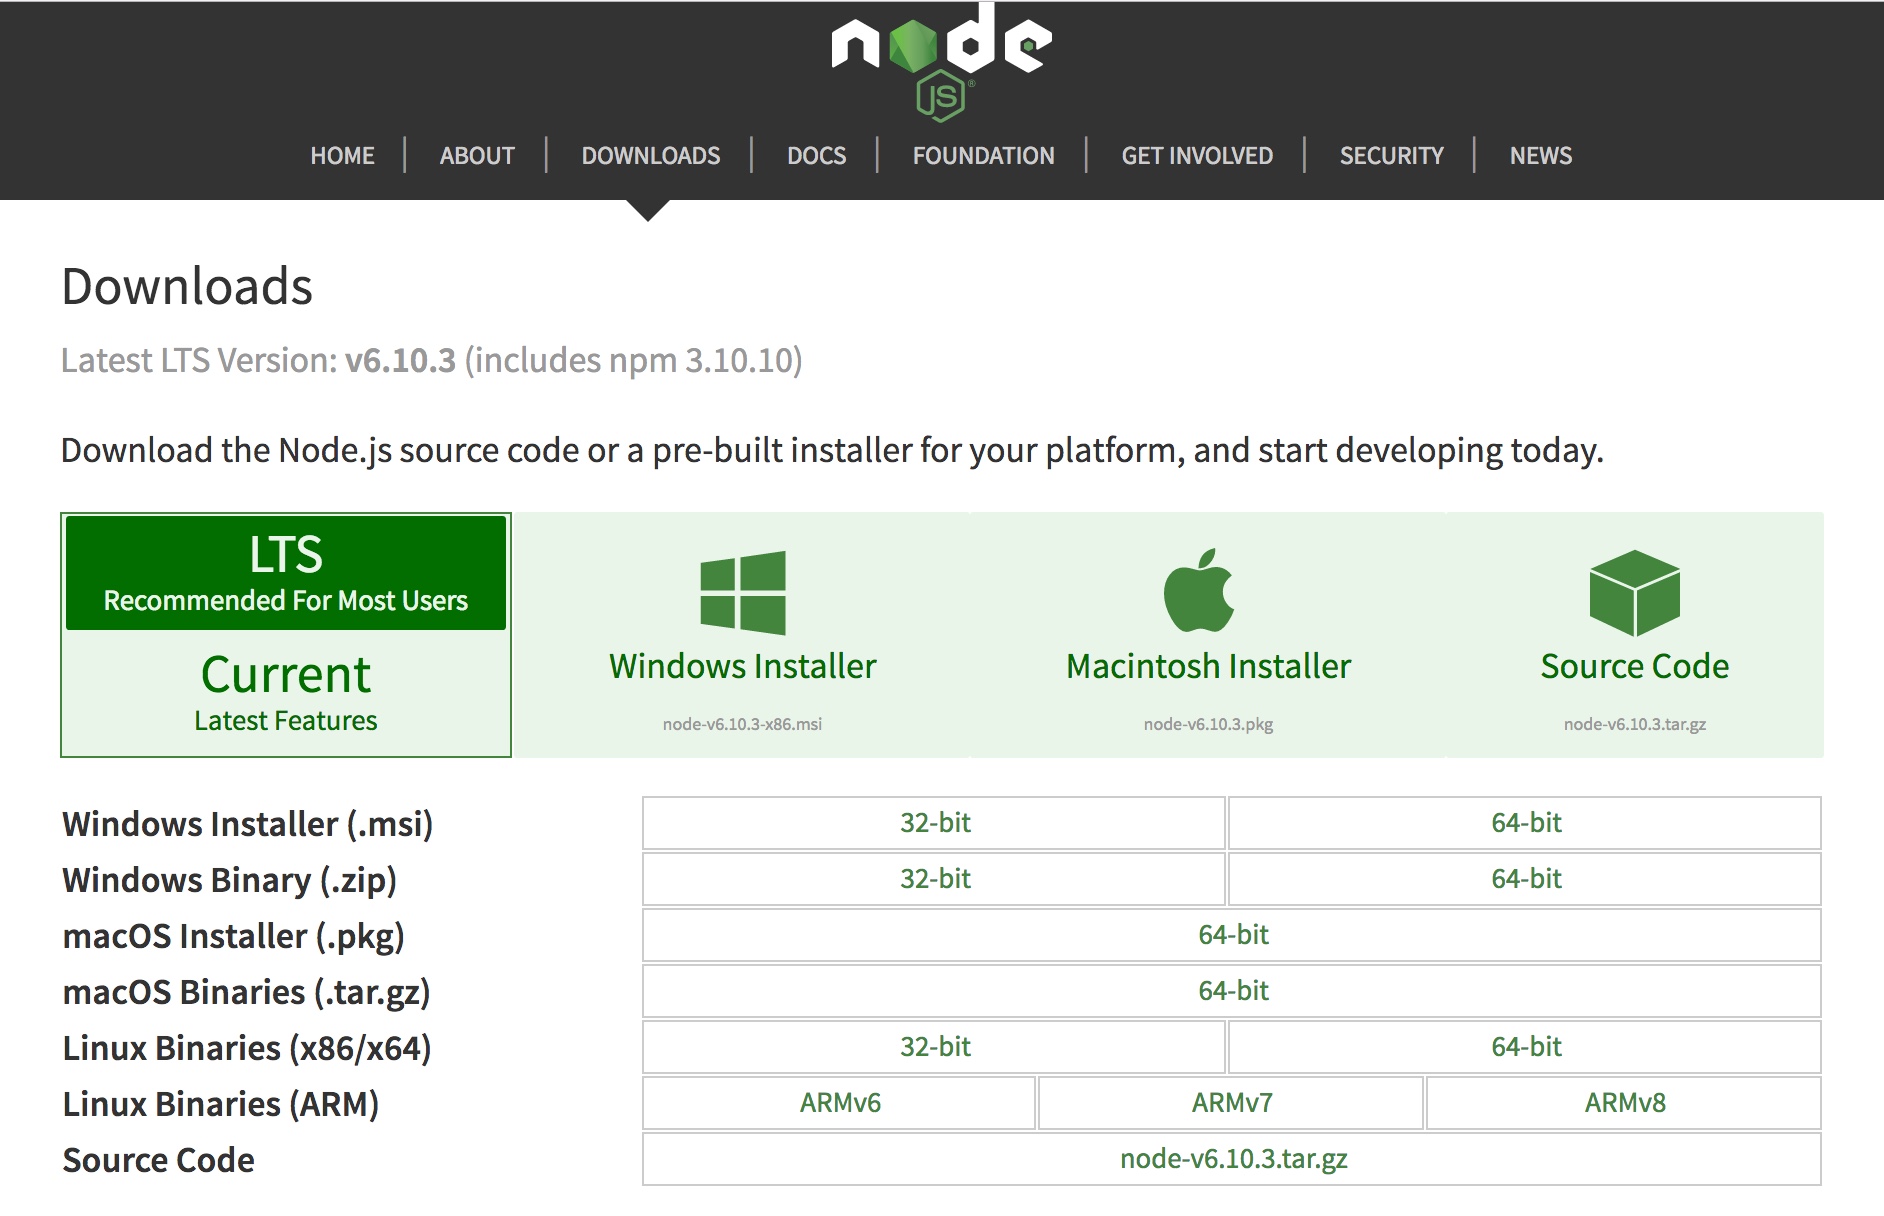 node
JS®
HOME
ABOUT
DOWNLOADS
DOCS
FOUNDATION
GET INVOLVED
SECURITY
NEWS
Downloads
Latest LTS Version: v6.10.3 (includes npm 3.10.10)
Download the Node.js source code or a pre-built installer for your platform, and start developing today.
LTS
Recommended For Most Users
Current
Latest Features
Windows Installer
node-v6.10.3-x86.msi
Macintosh Installer
node-v6.10.3.pkg
Source Code
node-v6.10.3.tar.gz
Windows Installer (.msi) 32-bit 64-bit
Windows Binary (.zip) 32-bit 64-bit
macOS Installer (.pkg) 64-bit
macOS Binaries (.tar.gz) 64-bit
Linux Binaries (x86/x64) 32-bit 64-bit
Linux Binaries (ARM) ARMv6 ARMv7 ARMv8
Source Code node-v6.10.3.tar.gz